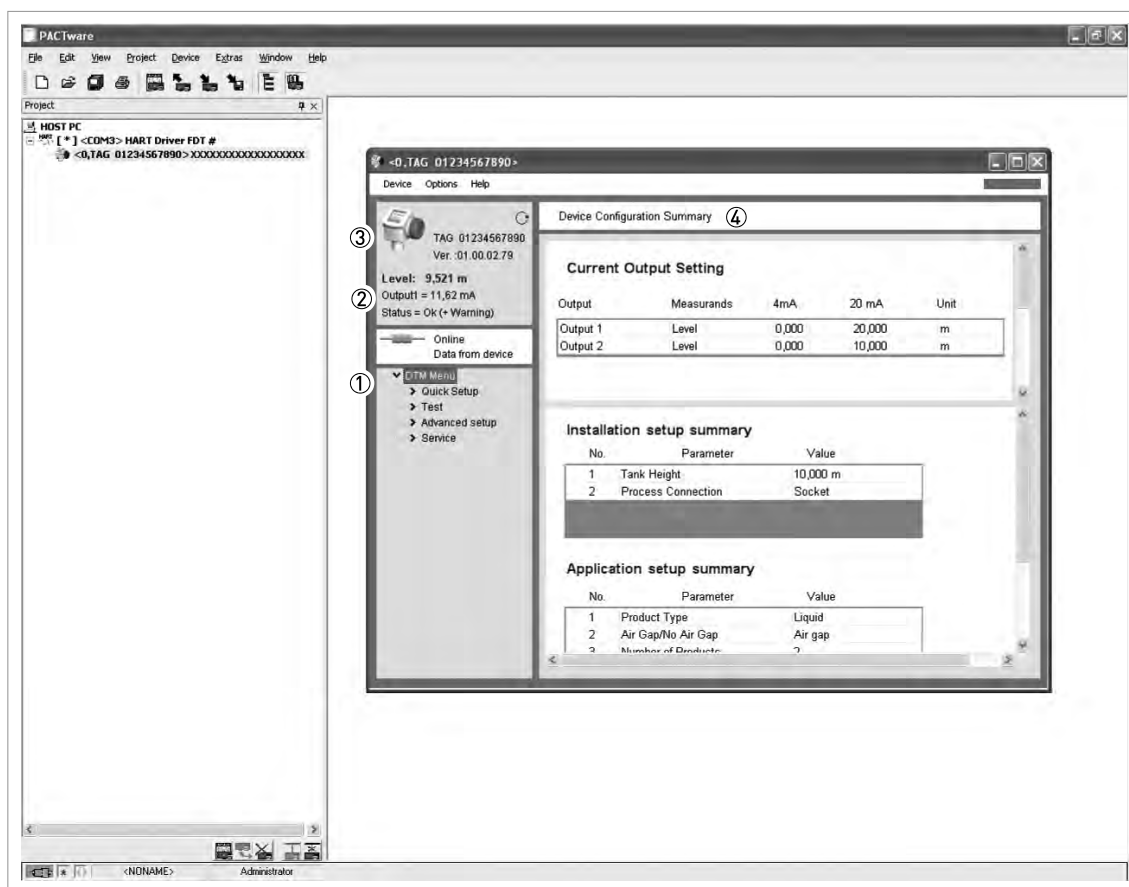 PACTware
File Edit View Project Device Extras Window Help
Project
HOST PC
[ * ] <COM3> HART Driver FDT #
<0,TAG 01234567890> XXXXXXXXXXXXXXXXXX
<0,TAG 01234567890>
Device Options Help
③
TAG 01234567890
Ver. :01.00.02.79
Level: 9,521 m
② Output1 = 11,62 mA
Status = Ok (+ Warning)
Online
Data from device
① DTM Menu
Quick Setup
Test
Advanced setup
Service
Device Configuration Summary ④
Current Output Setting
Output Measurands 4mA 20 mA Unit
Output 1 Level 0,000 20,000 m
Output 2 Level 0,000 10,000 m
Installation setup summary
No. Parameter Value
1 Tank Height 10,000 m
2 Process Connection Socket
Application setup summary
No. Parameter Value
1 Product Type Liquid
2 Air Gap/No Air Gap Air gap
3 Number of Products 2
<NONAME> Administrator